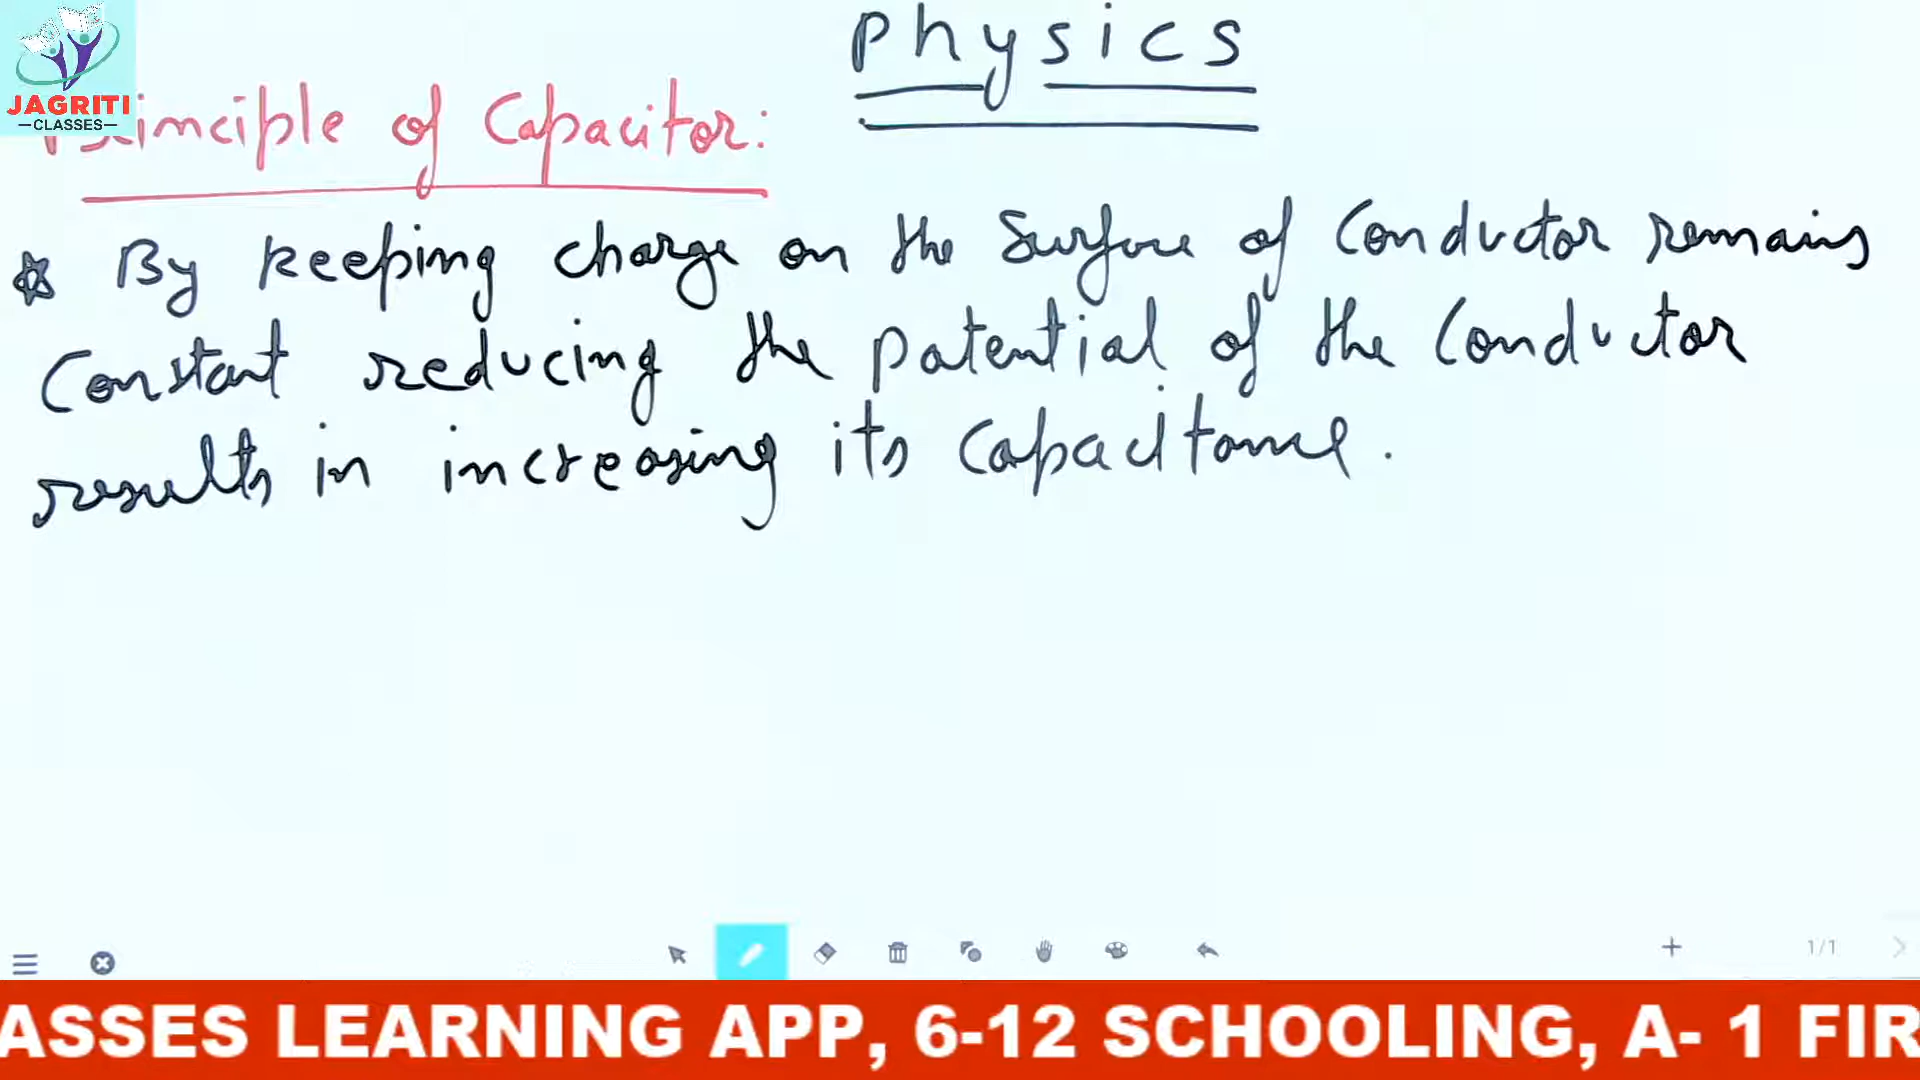 Physics
JAGRITI
CLASSES
Principle of Capacitor:
☆ By keeping charge on the surface of Conductor remains
Constant reducing the potential of the Conductor
results in increasing its Capacitance.
1/1
ASSES LEARNING APP, 6-12 SCHOOLING, A- 1 FIR